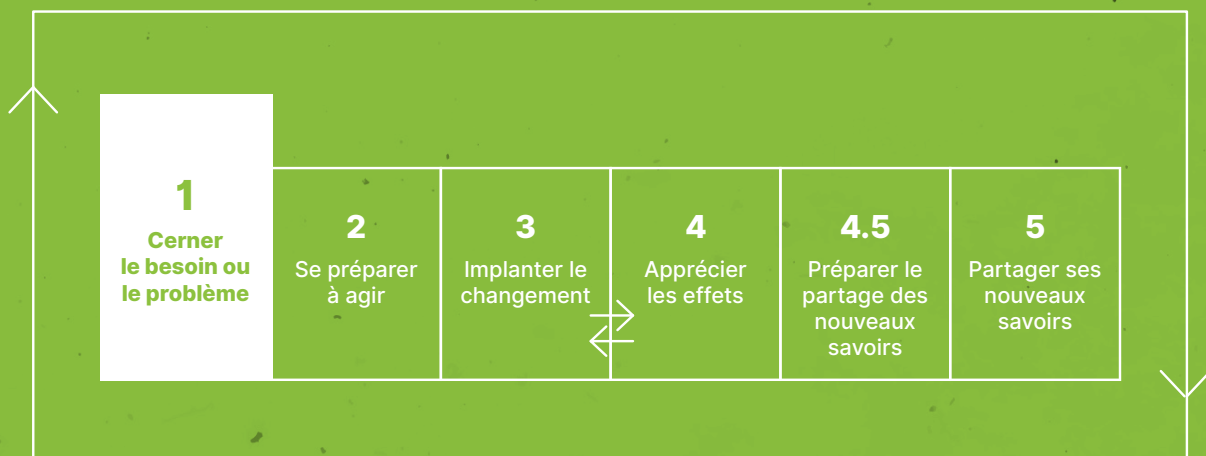 1
Cerner
le besoin ou
le problème
2
Se préparer
à agir
3
Implanter le
changement
4
Apprécier
les effets
4.5
Préparer le
partage des
nouveaux
savoirs
5
Partager ses
nouveaux
savoirs